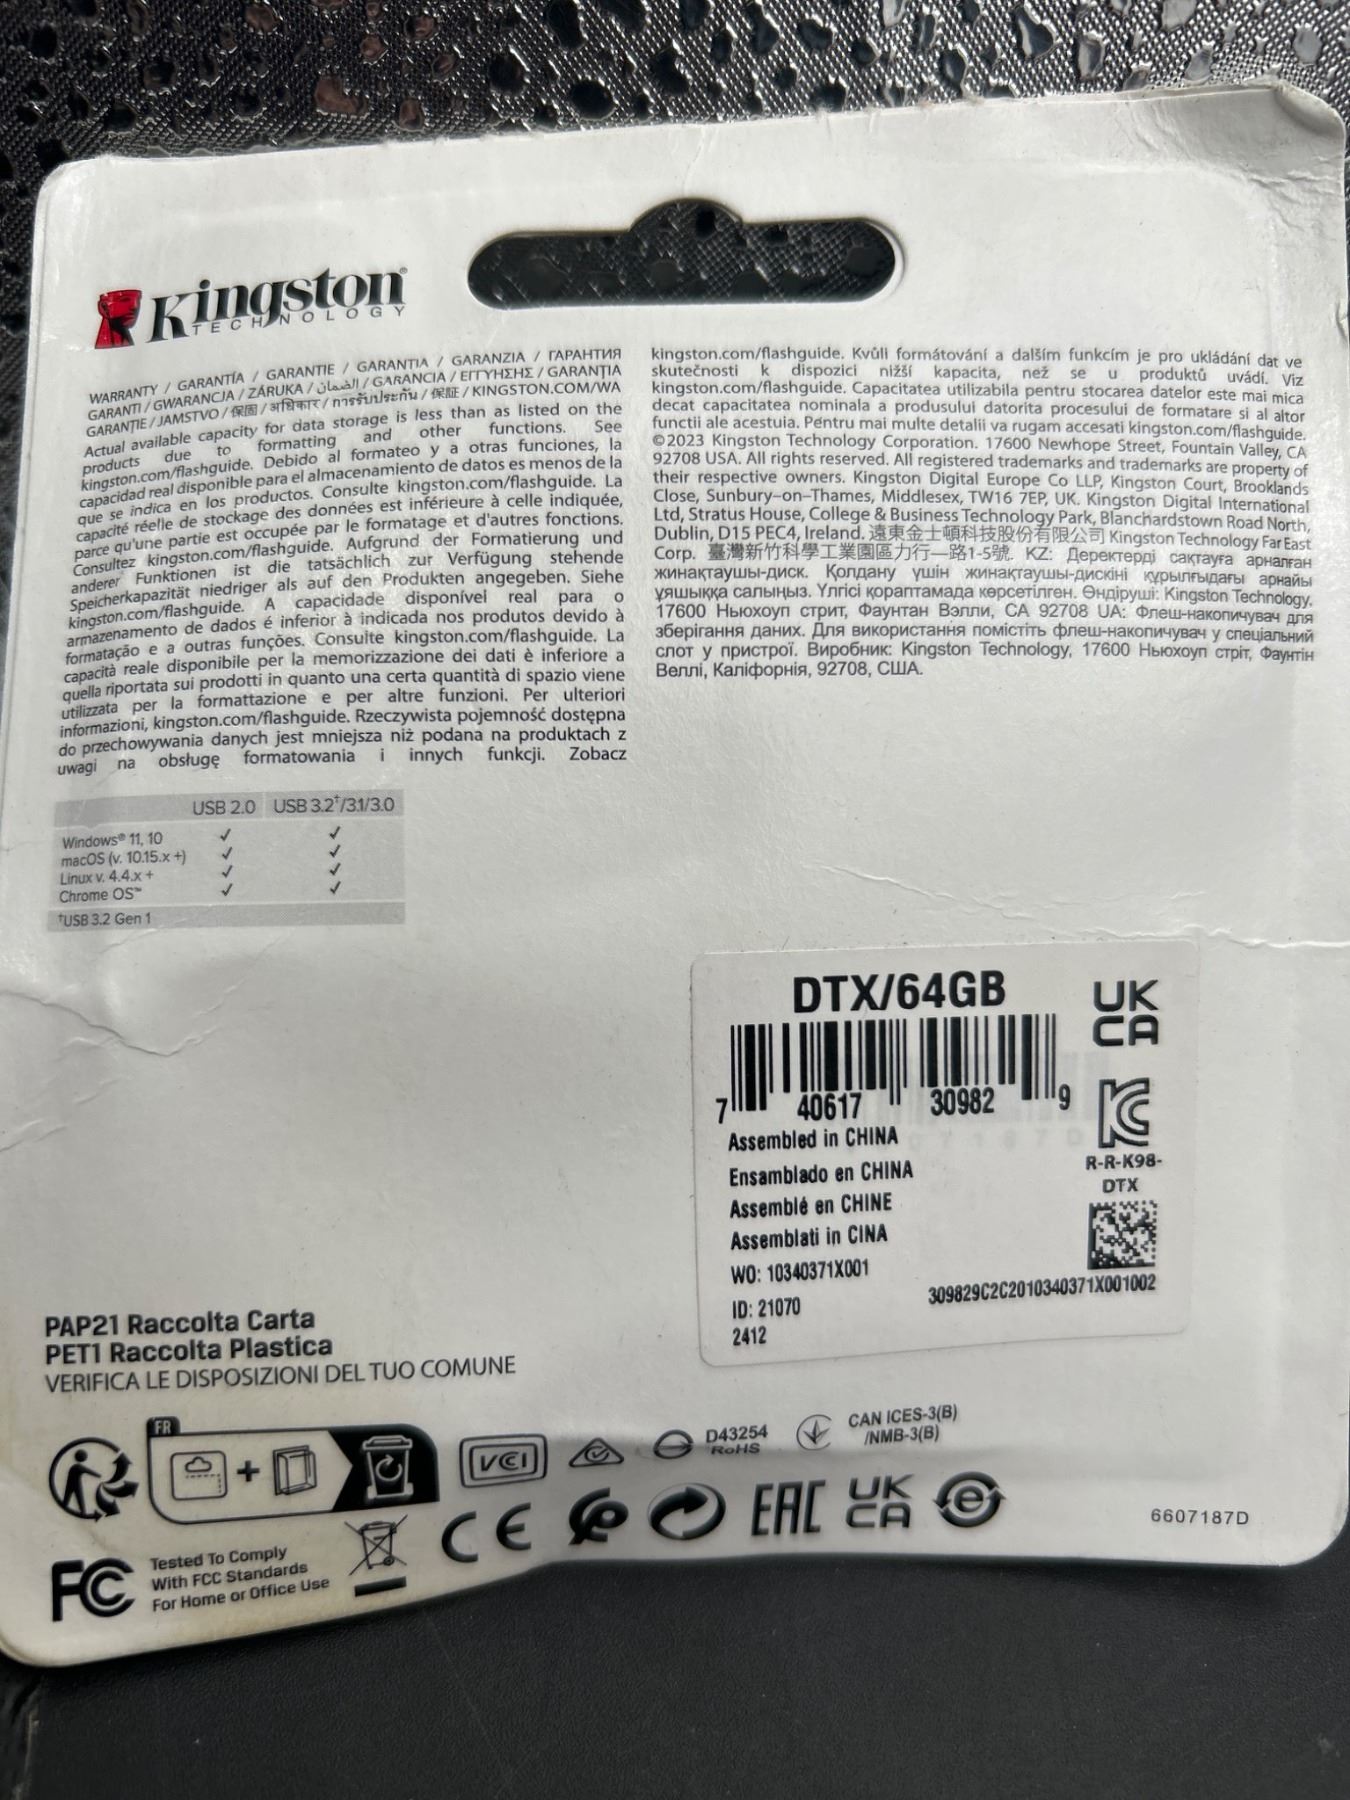 Kingston®
TECHNOLOGY
WARRANTY / GARANTÍA / GARANTIE / GARANTIA / GARANZIA / ГАРАНТИЯ
GARANTI / GWARANCJA / ZÁRUKA / الضمان / GARANCIA / ΕΓΓΥΗΣΗΣ / GARANȚIA
GARANȚIE / JAMSTVO / 保固 / अधिकार / การรับประกัน / 保証 / KINGSTON.COM/WA
Actual available capacity for data storage is less than as listed on the
products due to formatting and other functions. See
kingston.com/flashguide. Debido al formateo y a otras funciones, la
capacidad real disponible para el almacenamiento de datos es menos de la
que se indica en los productos. Consulte kingston.com/flashguide. La
capacité réelle de stockage des données est inférieure à celle indiquée,
parce qu'une partie est occupée par le formatage et d'autres fonctions.
Consultez kingston.com/flashguide. Aufgrund der Formatierung und
anderer Funktionen ist die tatsächlich zur Verfügung stehende
Speicherkapazität niedriger als auf den Produkten angegeben. Siehe
kingston.com/flashguide. A capacidade disponível real para o
armazenamento de dados é inferior à indicada nos produtos devido à
formatação e a outras funções. Consulte kingston.com/flashguide. La
capacità reale disponibile per la memorizzazione dei dati è inferiore a
quella riportata sui prodotti in quanto una certa quantità di spazio viene
utilizzata per la formattazione e per altre funzioni. Per ulteriori
informazioni, kingston.com/flashguide. Rzeczywista pojemność dostępna
do przechowywania danych jest mniejsza niż podana na produktach z
uwagi na obsługę formatowania i innych funkcji. Zobacz
kingston.com/flashguide. Kvůli formátování a dalším funkcím je pro ukládání dat ve
skutečnosti k dispozici nižší kapacita, než se u produktů uvádí. Viz
kingston.com/flashguide. Capacitatea utilizabila pentru stocarea datelor este mai mica
decat capacitatea nominala a produsului datorita procesului de formatare si al altor
functii ale acestuia. Pentru mai multe detalii va rugam accesati kingston.com/flashguide.
©2023 Kingston Technology Corporation. 17600 Newhope Street, Fountain Valley, CA
92708 USA. All rights reserved. All registered trademarks and trademarks are property of
their respective owners. Kingston Digital Europe Co LLP, Kingston Court, Brooklands
Close, Sunbury-on-Thames, Middlesex, TW16 7EP, UK. Kingston Digital International
Ltd, Stratus House, College & Business Technology Park, Blanchardstown Road North,
Dublin, D15 PEC4, Ireland. 遠東金士頓科技股份有限公司 Kingston Technology Far East
Corp. 臺灣新竹科學工業園區力行一路1-5號. KZ: Деректерді сақтауға арналған
жинақтаушы-диск. Қолдану үшін жинақтаушы-дискіні құрылғыдағы арнайы
ұяшыққа салыңыз. Үлгісі қораптамада көрсетілген. Өндіруші: Kingston Technology,
17600 Ньюхоуп стрит, Фаунтан Вэлли, CA 92708 UA: Флеш-накопичувач для
зберігання даних. Для використання помістіть флеш-накопичувач у спеціальний
слот у пристрої. Виробник: Kingston Technology, 17600 Ньюхоуп стріт, Фаунтін
Веллі, Каліфорнія, 92708, США.
USB 2.0 USB 3.2†/3.1/3.0
Windows® 11, 10 ✓ ✓
macOS (v. 10.15.x +) ✓ ✓
Linux v. 4.4.x + ✓ ✓
Chrome OS™ ✓ ✓
†USB 3.2 Gen 1
DTX/64GB
UK
CA
7 40617 30982 9
Assembled in CHINA
Ensamblado en CHINA
Assemblé en CHINE
Assemblati in CINA
WO: 10340371X001
ID: 21070
2412
R-R-K98-
DTX
309829C2C2010340371X001002
PAP21 Raccolta Carta
PET1 Raccolta Plastica
VERIFICA LE DISPOSIZIONI DEL TUO COMUNE
FR
+
VCI
D43254
RoHS
CAN ICES-3(B)
/NMB-3(B)
FC
Tested To Comply
With FCC Standards
For Home or Office Use
CE
EAC
UK
CA
6607187D